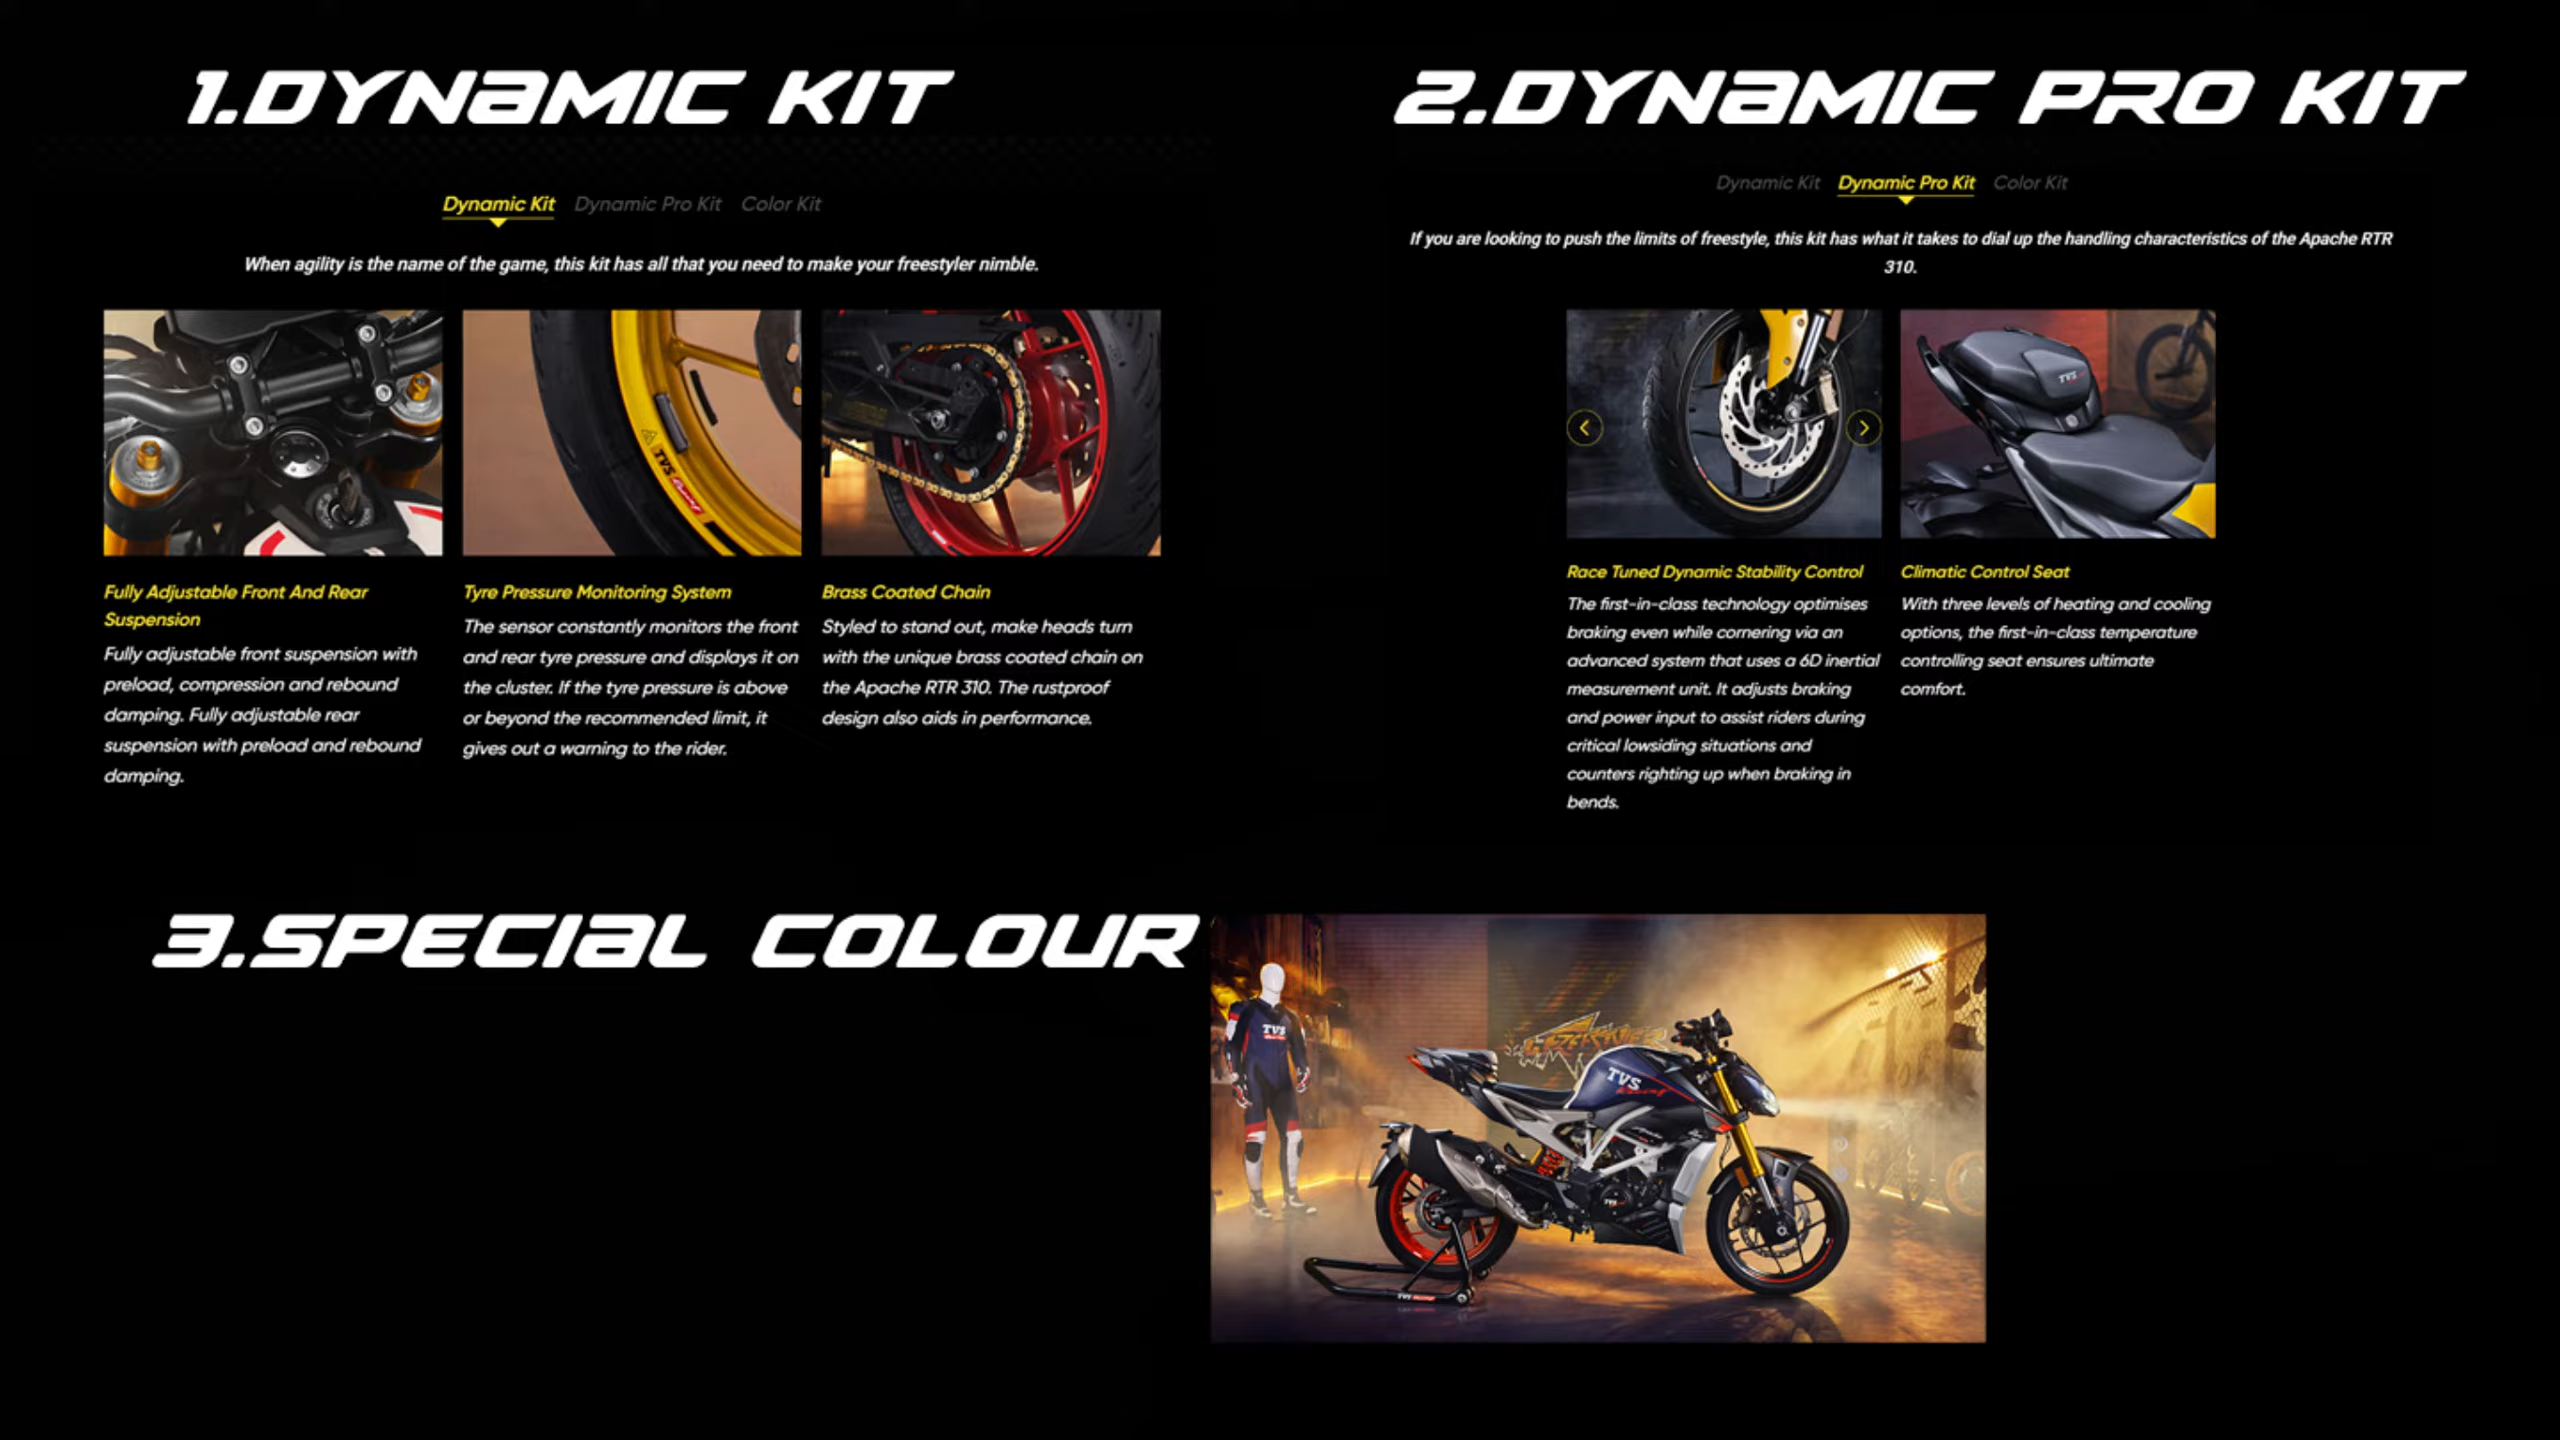 1.DYNAMIC KIT
Dynamic Kit Dynamic Pro Kit Color Kit
When agility is the name of the game, this kit has all that you need to make your freestyler nimble.
TVS Racing
Fully Adjustable Front And Rear
Suspension
Fully adjustable front suspension with
preload, compression and rebound
damping. Fully adjustable rear
suspension with preload and rebound
damping.
Tyre Pressure Monitoring System
The sensor constantly monitors the front
and rear tyre pressure and displays it on
the cluster. If the tyre pressure is above
or beyond the recommended limit, it
gives out a warning to the rider.
Brass Coated Chain
Styled to stand out, make heads turn
with the unique brass coated chain on
the Apache RTR 310. The rustproof
design also aids in performance.
2.DYNAMIC PRO KIT
Dynamic Kit Dynamic Pro Kit Color Kit
If you are looking to push the limits of freestyle, this kit has what it takes to dial up the handling characteristics of the Apache RTR
310.
TVS
Race Tuned Dynamic Stability Control
The first-in-class technology optimises
braking even while cornering via an
advanced system that uses a 6D inertial
measurement unit. It adjusts braking
and power input to assist riders during
critical lowsiding situations and
counters righting up when braking in
bends.
Climatic Control Seat
With three levels of heating and cooling
options, the first-in-class temperature
controlling seat ensures ultimate
comfort.
3.SPECIAL COLOUR
TVS
TVS
Racing
TVS
TVS Racing